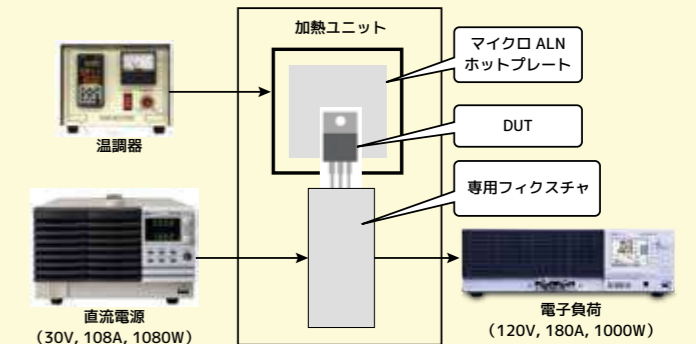 加熱ユニット
マイクロ ALN
ホットプレート
DUT
温調器
専用フィクスチャ
直流電源
（30V, 108A, 1080W）
電子負荷
（120V, 180A, 1000W）